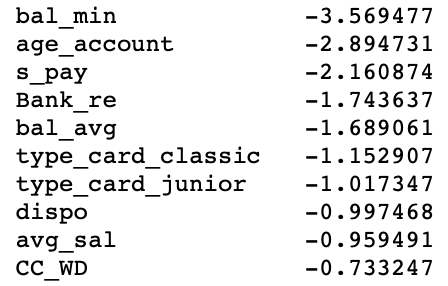 bal_min -3.569477
age_account -2.894731
s_pay -2.160874
Bank_re -1.743637
bal_avg -1.689061
type_card_classic -1.152907
type_card_junior -1.017347
dispo -0.997468
avg_sal -0.959491
CC_WD -0.733247